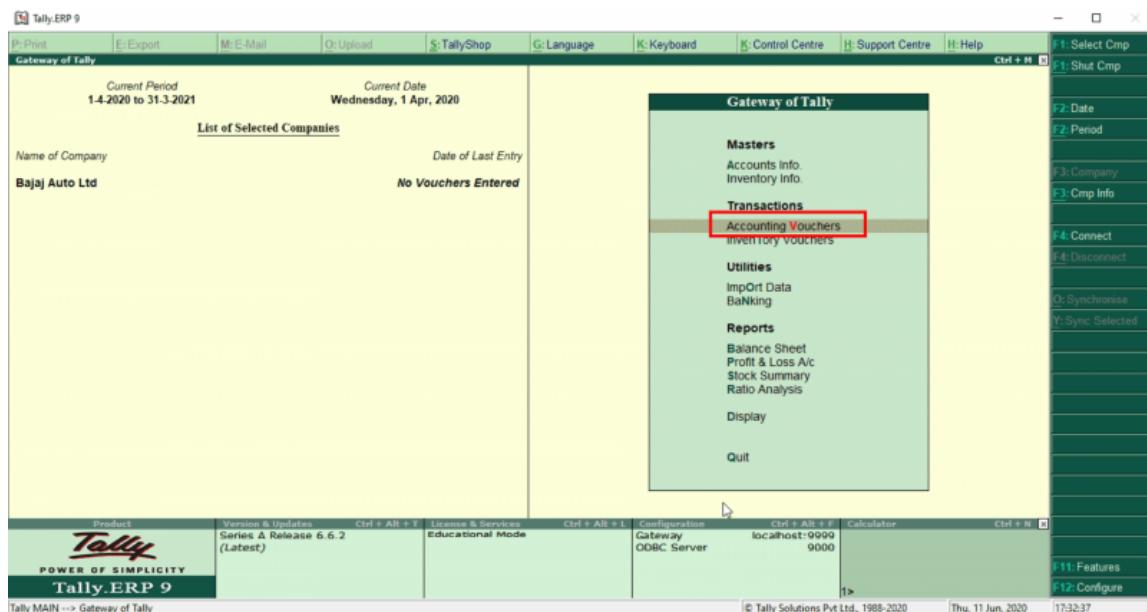 Tally.ERP 9
P: Print E: Export M: E-Mail O: Upload S: TallyShop G: Language K: Keyboard K: Control Centre H: Support Centre H: Help
Gateway of Tally Ctrl + M
Current Period Current Date
1-4-2020 to 31-3-2021 Wednesday, 1 Apr, 2020
List of Selected Companies
Name of Company Date of Last Entry
Bajaj Auto Ltd No Vouchers Entered
Gateway of Tally
Masters
Accounts Info.
Inventory Info.
Transactions
Accounting Vouchers
InvenTory Vouchers
Utilities
ImpOrt Data
BaNking
Reports
Balance Sheet
Profit & Loss A/c
Stock Summary
Ratio Analysis
Display
Quit
F1: Select Cmp
F1: Shut Cmp
F2: Date
F2: Period
F3: Company
F3: Cmp Info
F4: Connect
F4: Disconnect
O: Synchronise
Y: Sync Selected
F11: Features
F12: Configure
Product
Tally
POWER OF SIMPLICITY
Tally.ERP 9
Version & Updates Ctrl + Alt + T
Series A Release 6.6.2
(Latest)
License & Services Ctrl + Alt + L
Educational Mode
Configuration Ctrl + Alt + F
Gateway localhost:9999
ODBC Server 9000
Calculator Ctrl + N
1>
Tally MAIN --> Gateway of Tally © Tally Solutions Pvt Ltd., 1988-2020 Thu, 11 Jun, 2020 17:32:37